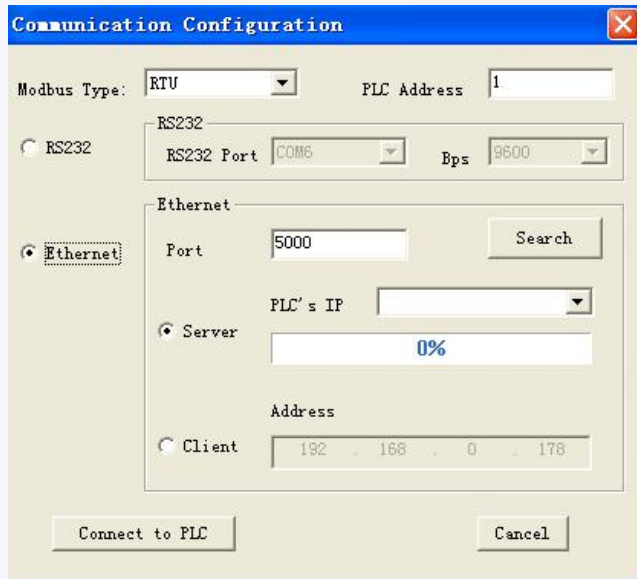 Communication Configuration
Modbus Type: RTU PLC Address 1
RS232
RS232 RS232 Port COM6 Bps 9600
Ethernet
Ethernet Port 5000 Search
PLC's IP
Server
0%
Address
Client 192 . 168 . 0 . 178
Connect to PLC Cancel